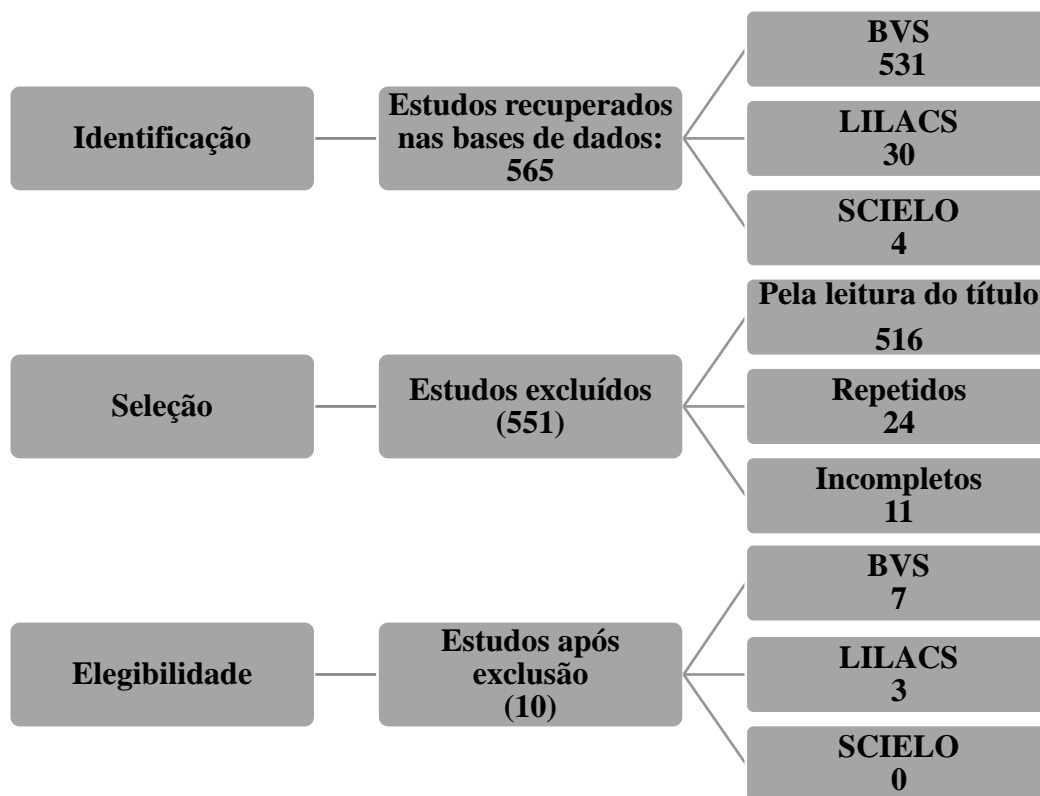 Identificação
Estudos recuperados
nas bases de dados:
565
BVS
531
LILACS
30
SCIELO
4
Seleção
Estudos excluídos
(551)
Pela leitura do título
516
Repetidos
24
Incompletos
11
Elegibilidade
Estudos após
exclusão
(10)
BVS
7
LILACS
3
SCIELO
0